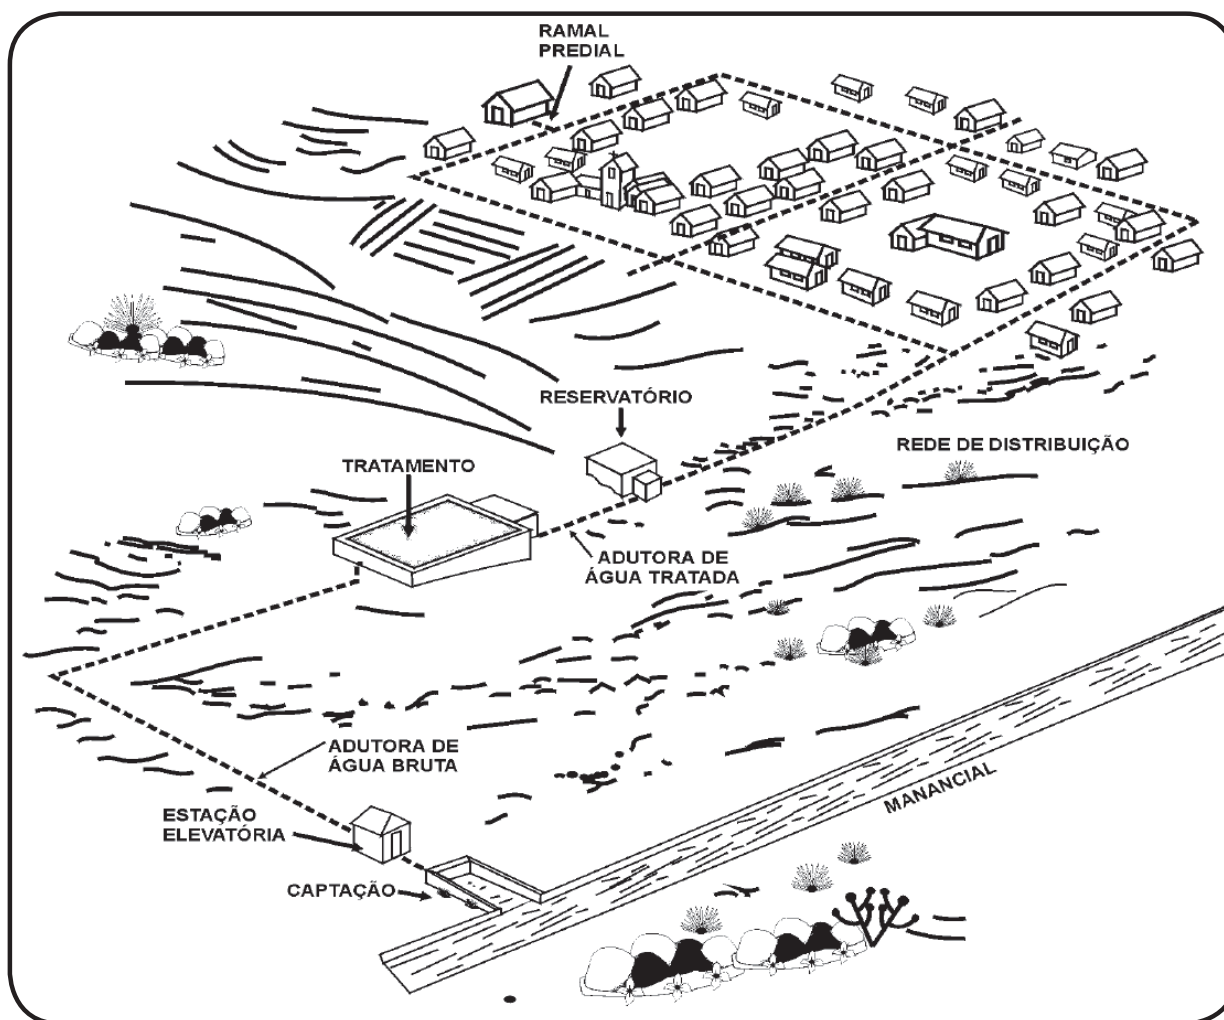 RAMAL
PREDIAL
RESERVATÓRIO
REDE DE DISTRIBUIÇÃO
TRATAMENTO
ADUTORA DE
ÁGUA TRATADA
ADUTORA DE
ÁGUA BRUTA
MANANCIAL
ESTAÇÃO
ELEVATÓRIA
CAPTAÇÃO